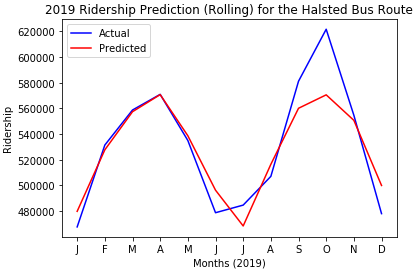 2019 Ridership Prediction (Rolling) for the Halsted Bus Route
Actual
Predicted
620000
600000
580000
560000
540000
520000
500000
480000
Ridership
J F M A M J J A S O N D
Months (2019)